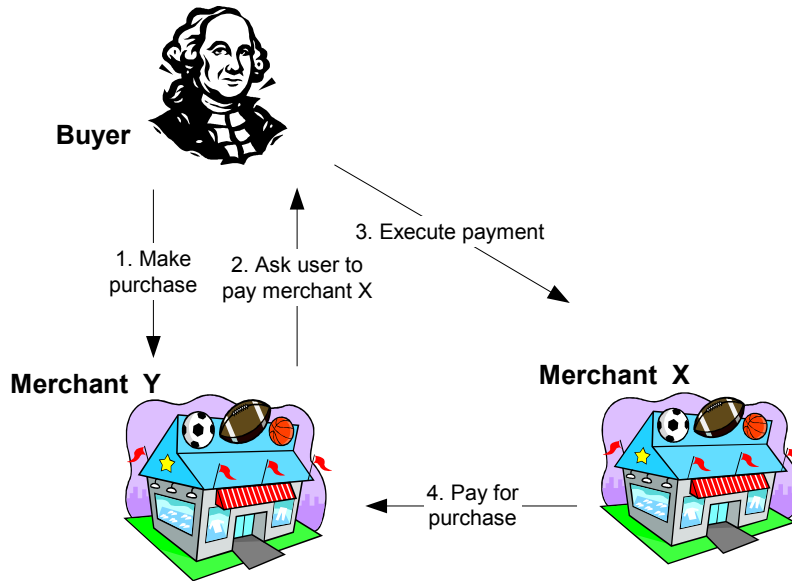 Buyer
3. Execute payment
1. Make
purchase
2. Ask user to
pay merchant X
Merchant Y
Merchant X
4. Pay for
purchase